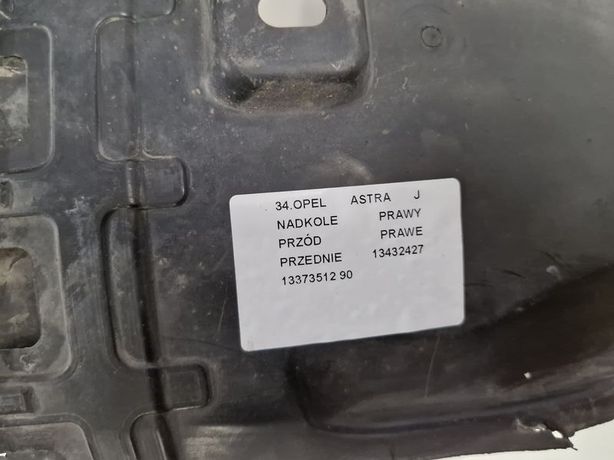 34.OPEL ASTRA J
NADKOLE PRAWY
PRZÓD PRAWE
PRZEDNIE 13432427
13373512 90